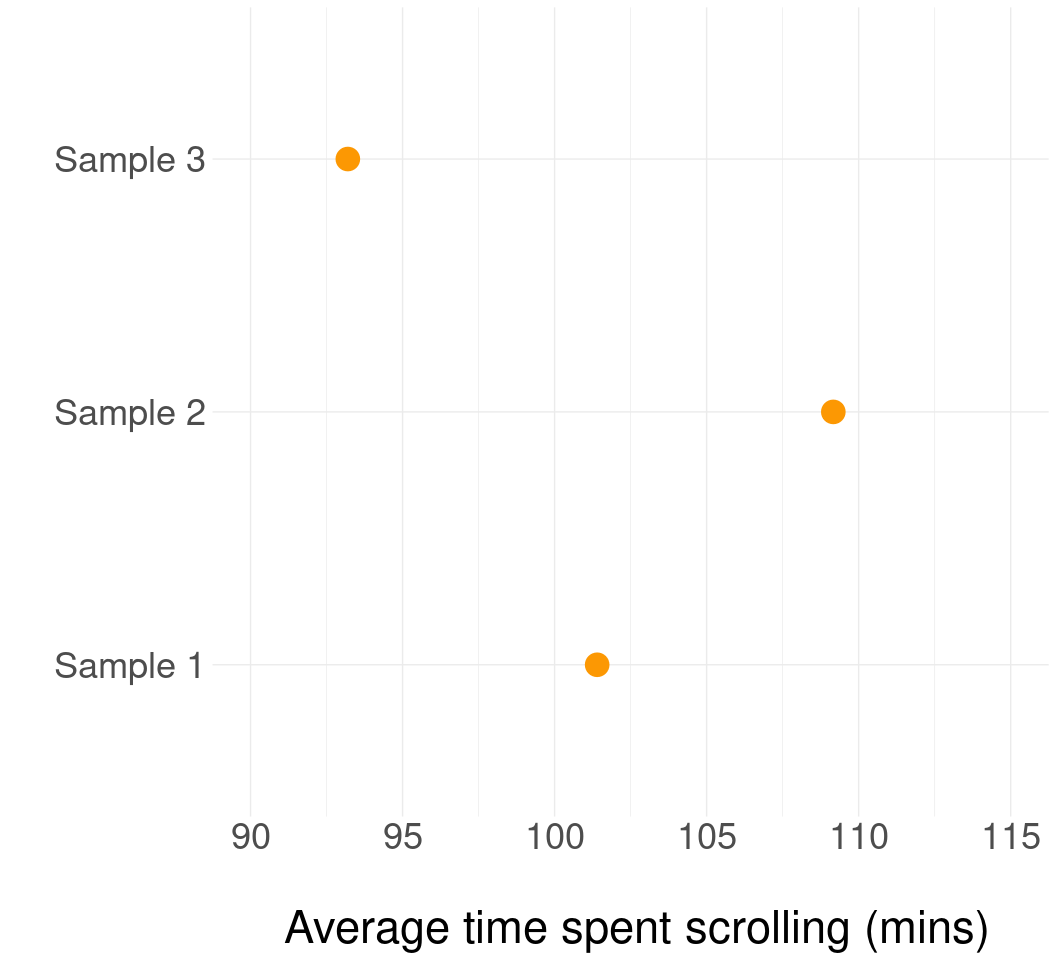 Sample 3
Sample 2
Sample 1
90 95 100 105 110 115
Average time spent scrolling (mins)